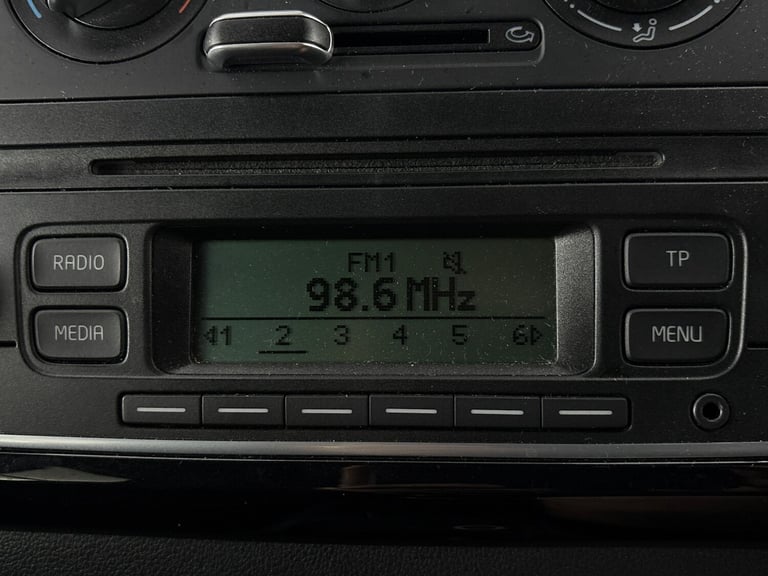 RADIO
MEDIA
FM1
98.6 MHz
1 2 3 4 5 6
TP
MENU